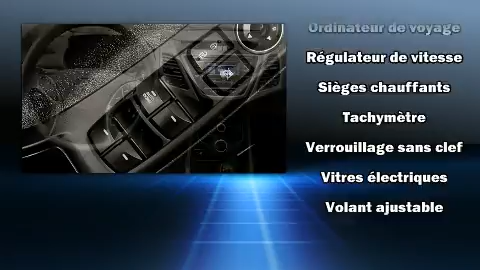 Ordinateur de voyage
Régulateur de vitesse
Sièges chauffants
Tachymètre
Verrouillage sans clef
Vitres électriques
Volant ajustable